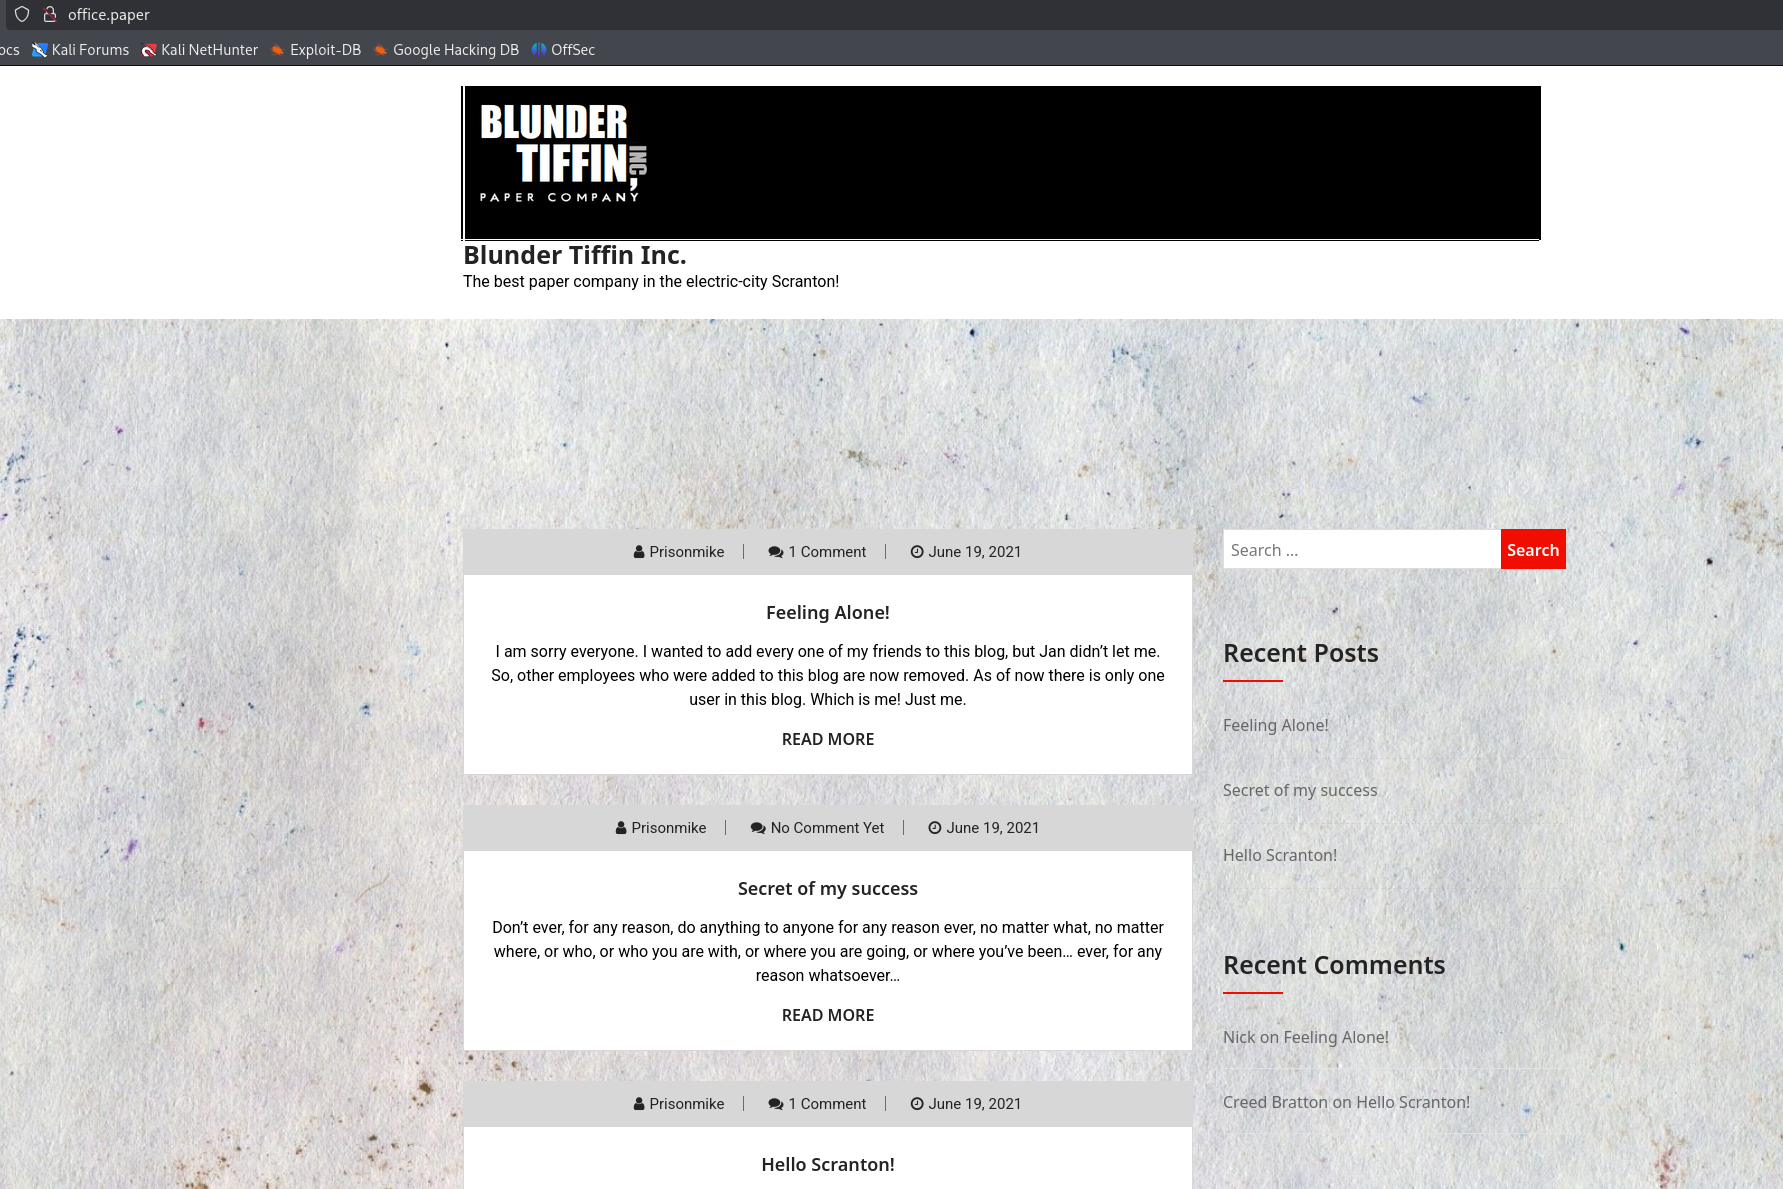 office.paper
ocs Kali Forums Kali NetHunter Exploit-DB Google Hacking DB OffSec
BLUNDER
TIFFIN, INC
PAPER COMPANY
Blunder Tiffin Inc.
The best paper company in the electric-city Scranton!
Prisonmike 1 Comment June 19, 2021
Feeling Alone!
I am sorry everyone. I wanted to add every one of my friends to this blog, but Jan didn’t let me.
So, other employees who were added to this blog are now removed. As of now there is only one
user in this blog. Which is me! Just me.
READ MORE
Prisonmike No Comment Yet June 19, 2021
Secret of my success
Don’t ever, for any reason, do anything to anyone for any reason ever, no matter what, no matter
where, or who, or who you are with, or where you are going, or where you’ve been… ever, for any
reason whatsoever…
READ MORE
Prisonmike 1 Comment June 19, 2021
Hello Scranton!
Search …
Search
Recent Posts
Feeling Alone!
Secret of my success
Hello Scranton!
Recent Comments
Nick on Feeling Alone!
Creed Bratton on Hello Scranton!